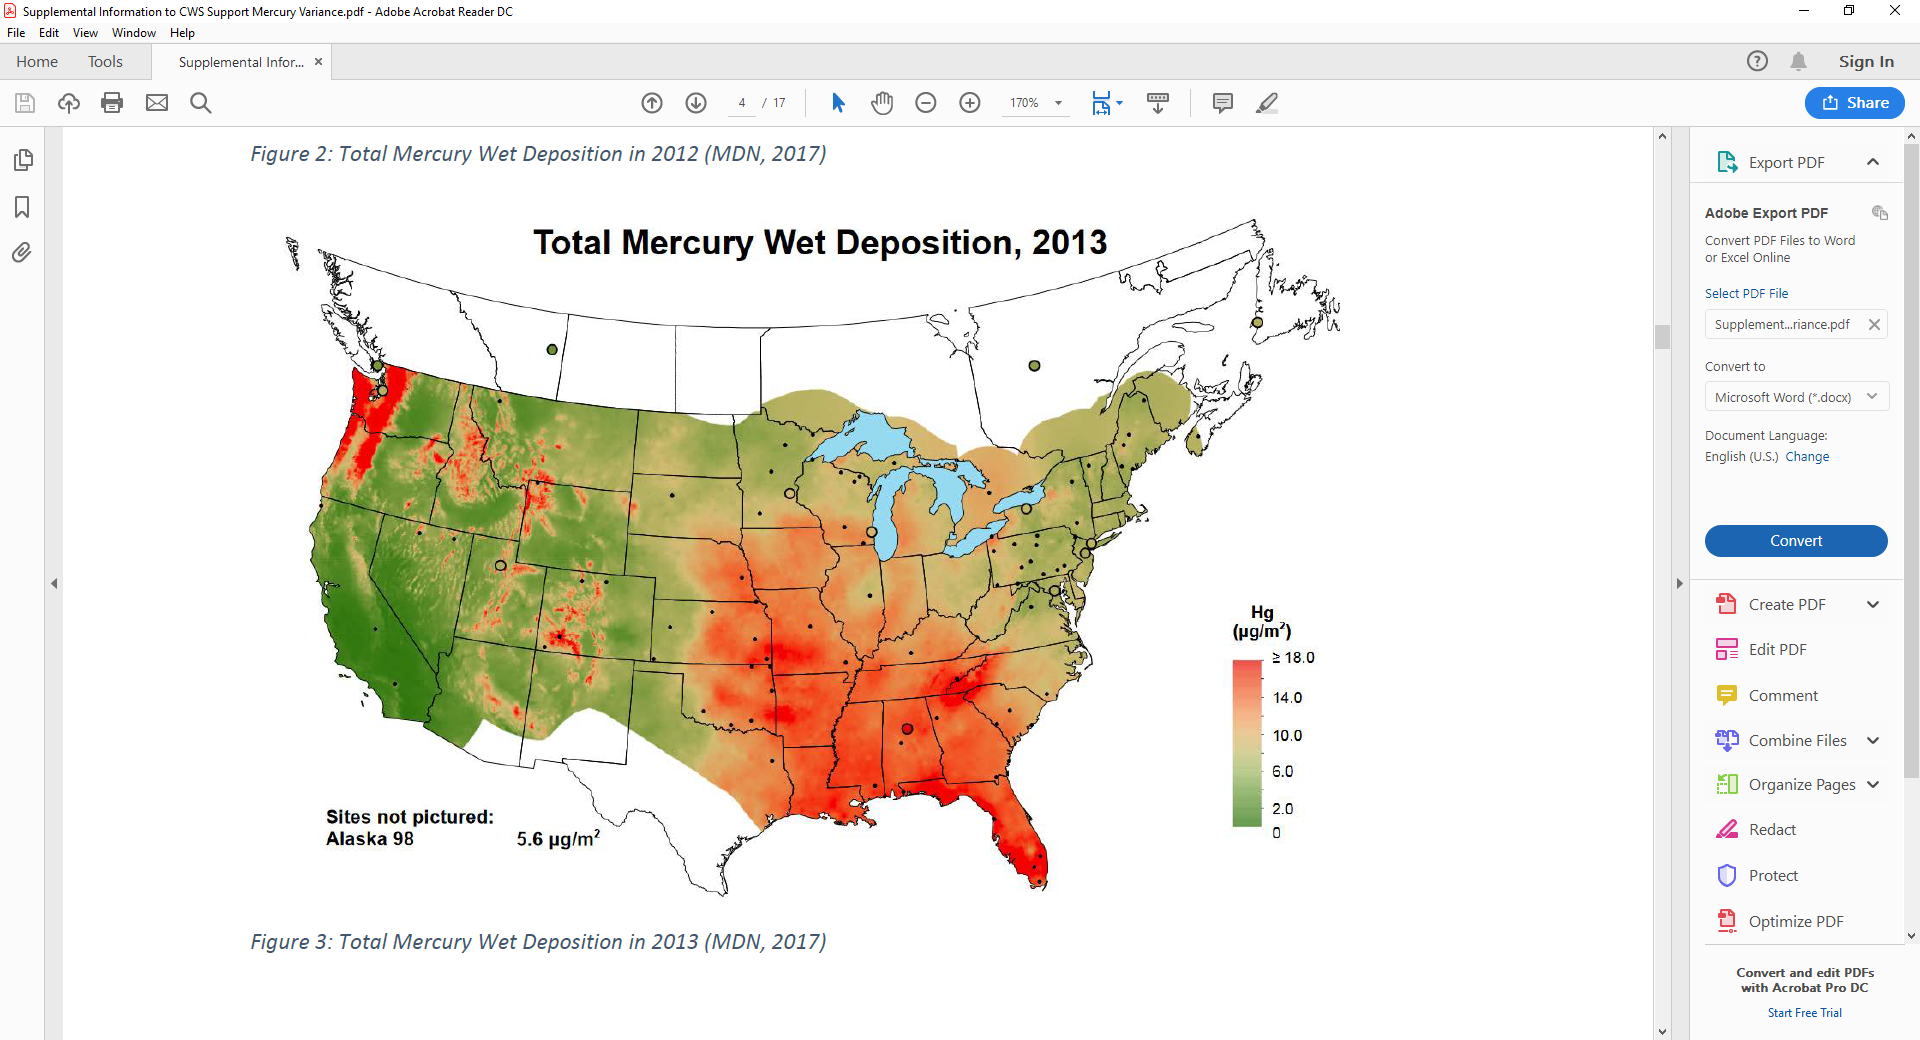 Supplemental Information to CWS Support Mercury Variance.pdf - Adobe Acrobat Reader DC
File Edit View Window Help
Home Tools Supplemental Infor... × Sign In
4 / 17 170% Share
Figure 2: Total Mercury Wet Deposition in 2012 (MDN, 2017)
Total Mercury Wet Deposition, 2013
Hg
(µg/m²)
≥ 18.0
14.0
10.0
6.0
2.0
0
Sites not pictured:
Alaska 98 5.6 µg/m²
Figure 3: Total Mercury Wet Deposition in 2013 (MDN, 2017)
Export PDF
Adobe Export PDF
Convert PDF Files to Word
or Excel Online
Select PDF File
Supplement...riance.pdf
Convert to
Microsoft Word (*.docx)
Document Language:
English (U.S.) Change
Convert
Create PDF
Edit PDF
Comment
Combine Files
Organize Pages
Redact
Protect
Optimize PDF
Convert and edit PDFs
with Acrobat Pro DC
Start Free Trial